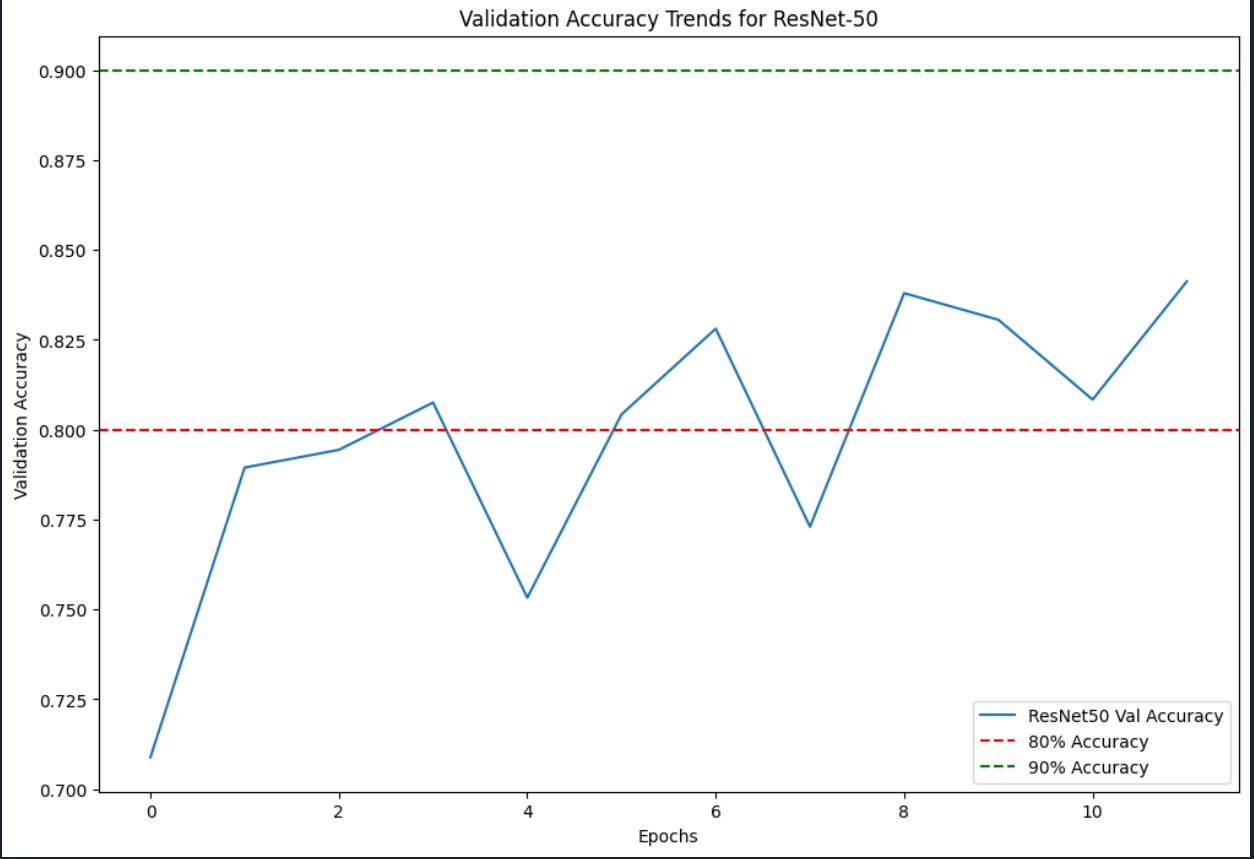 Validation Accuracy Trends for ResNet-50
0.900
0.875
0.850
0.825
0.800
0.775
0.750
0.725
0.700
Validation Accuracy
0 2 4 6 8 10
Epochs
ResNet50 Val Accuracy
80% Accuracy
90% Accuracy